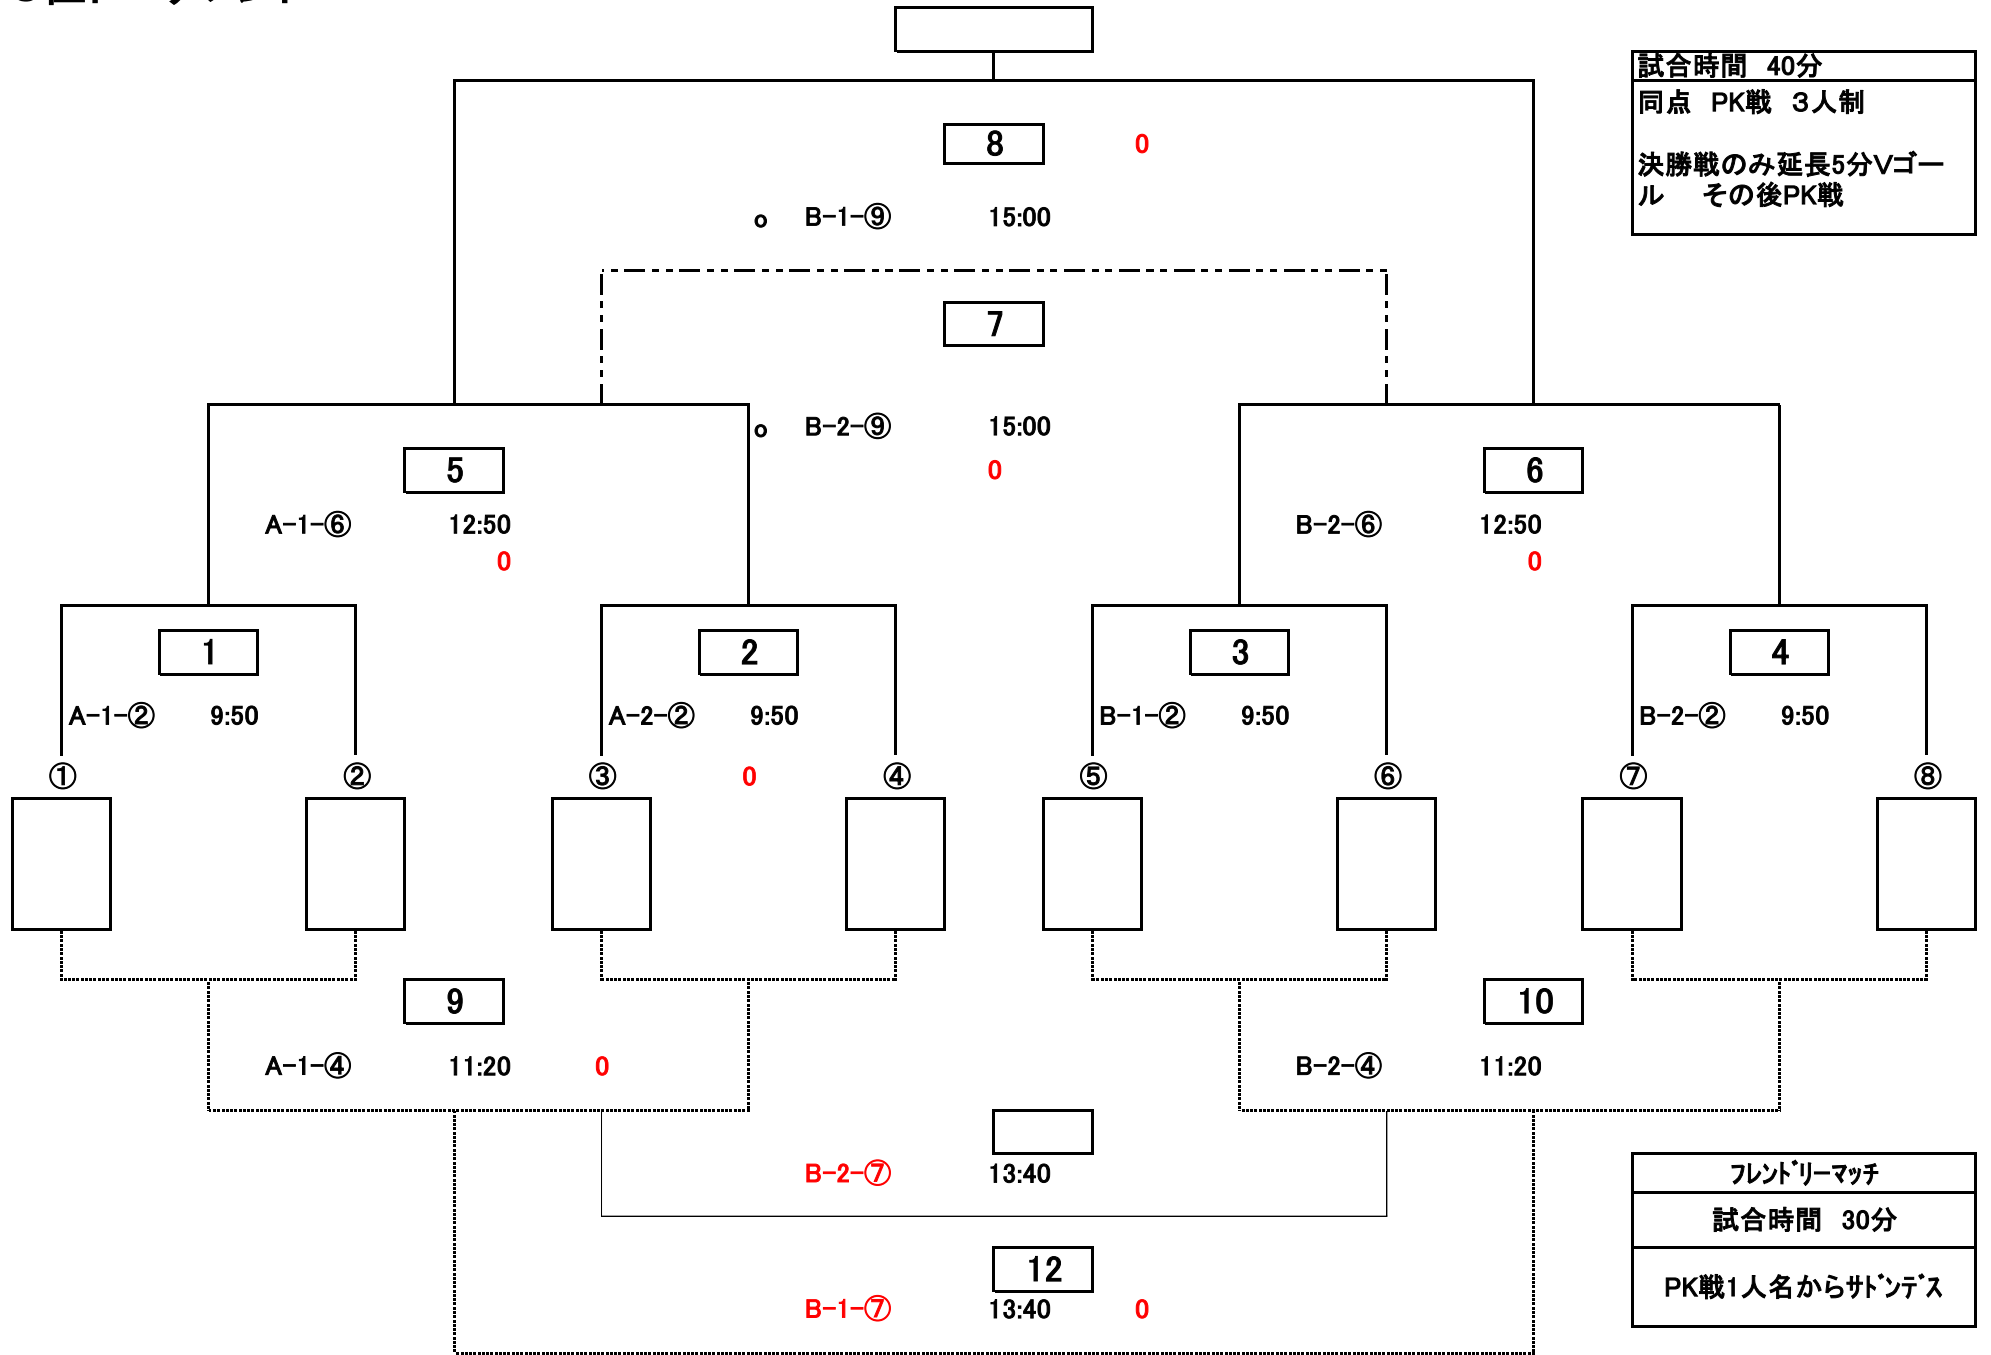 試合時間 40分
同点 PK戦 3人制
8 0
決勝戦のみ延長5分Vゴー
ル その後PK戦
o B-1-⑨ 15:00
7
o B-2-⑨ 15:00
0
5 6
A-1-⑥ 12:50 B-2-⑥ 12:50
0 0
1 2 3 4
A-1-② 9:50 A-2-② 9:50 B-1-② 9:50 B-2-② 9:50
① ② ③ 0 ④ ⑤ ⑥ ⑦ ⑧
9 10
A-1-④ 11:20 0 B-2-④ 11:20
B-2-⑦ 13:40
12
B-1-⑦ 13:40 0
ﾌﾚﾝﾄﾞﾘーﾏｯﾁ
試合時間 30分
PK戦1人名からｻﾄﾞﾝﾃﾞｽ